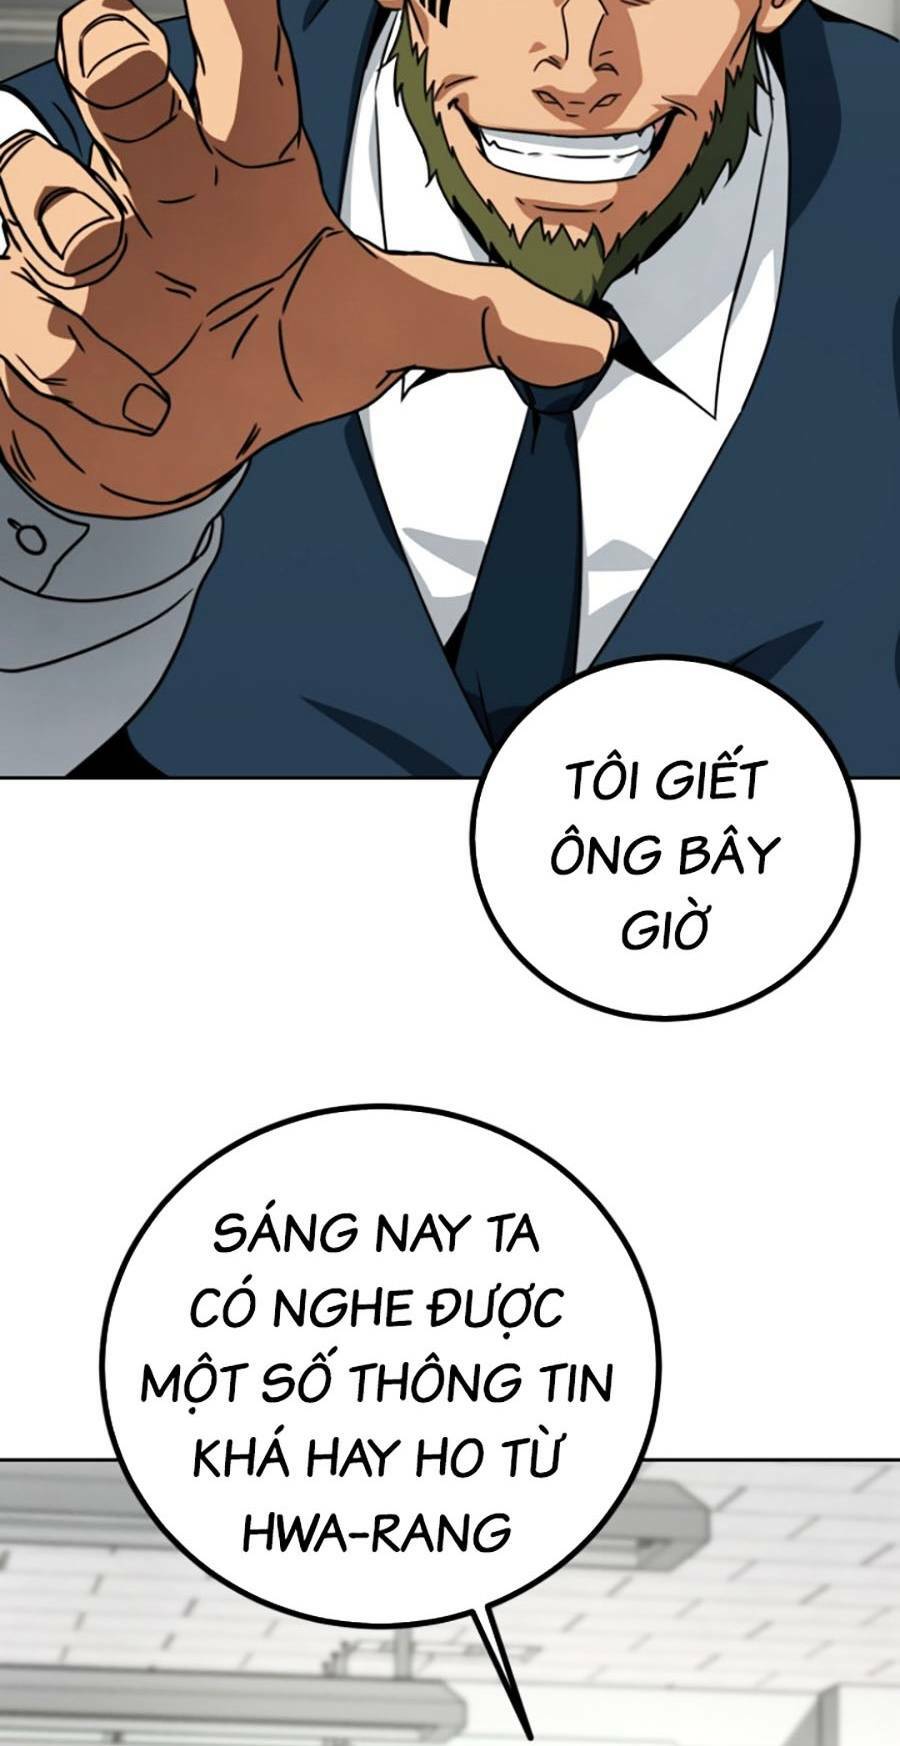 TÔI GIẾT
ÔNG BÂY
GIỜ
SÁNG NAY TA
CÓ NGHE ĐƯỢC
MỘT SỐ THÔNG TIN
KHÁ HAY HO TỪ
HWA-RANG